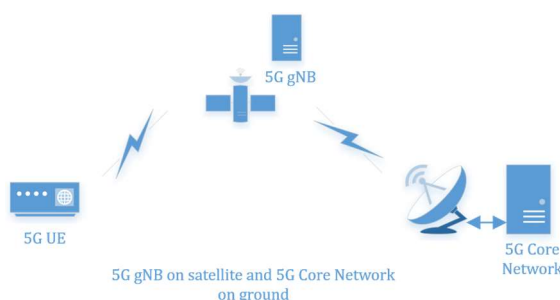 5G gNB
5G UE
5G Core
Network
5G gNB on satellite and 5G Core Network
on ground